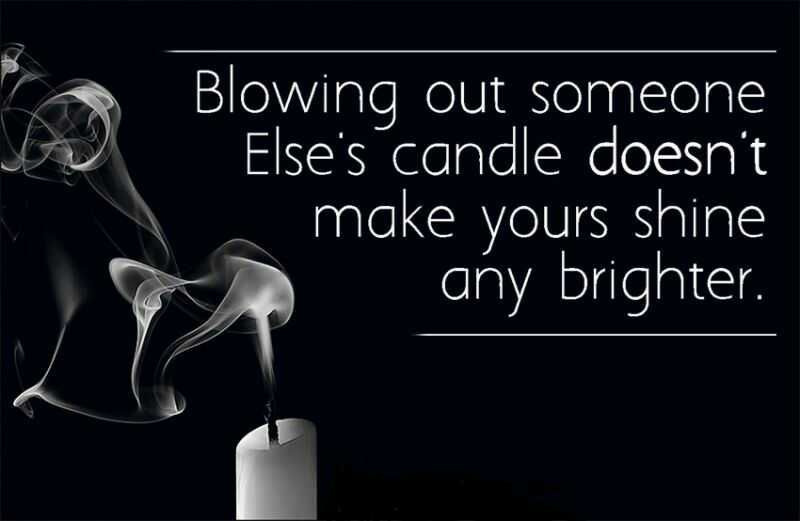 Blowing out someone
Else's candle doesn't
make yours shine
any brighter.